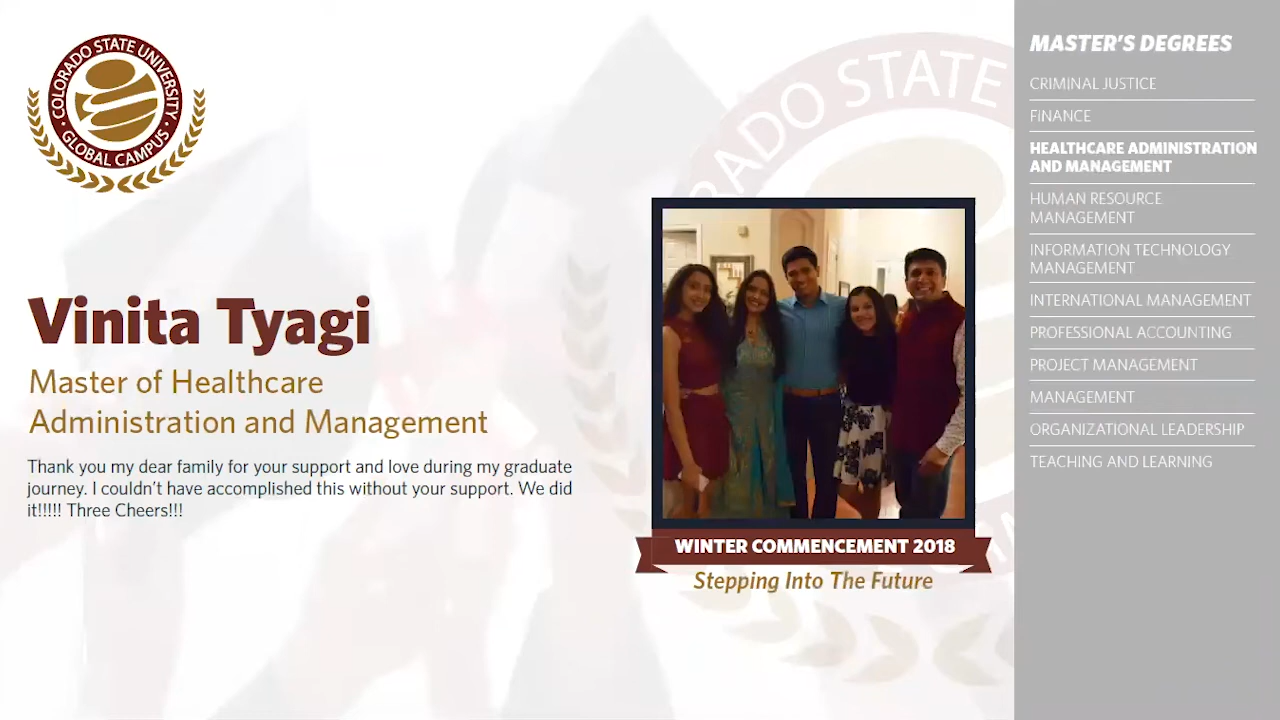 COLORADO STATE UNIVERSITY
GLOBAL CAMPUS
Vinita Tyagi
Master of Healthcare
Administration and Management
Thank you my dear family for your support and love during my graduate
journey. I couldn't have accomplished this without your support. We did
it!!!!! Three Cheers!!!
RADO STATE
WINTER COMMENCEMENT 2018
Stepping Into The Future
MASTER'S DEGREES
CRIMINAL JUSTICE
FINANCE
HEALTHCARE ADMINISTRATION
AND MANAGEMENT
HUMAN RESOURCE
MANAGEMENT
INFORMATION TECHNOLOGY
MANAGEMENT
INTERNATIONAL MANAGEMENT
PROFESSIONAL ACCOUNTING
PROJECT MANAGEMENT
MANAGEMENT
ORGANIZATIONAL LEADERSHIP
TEACHING AND LEARNING